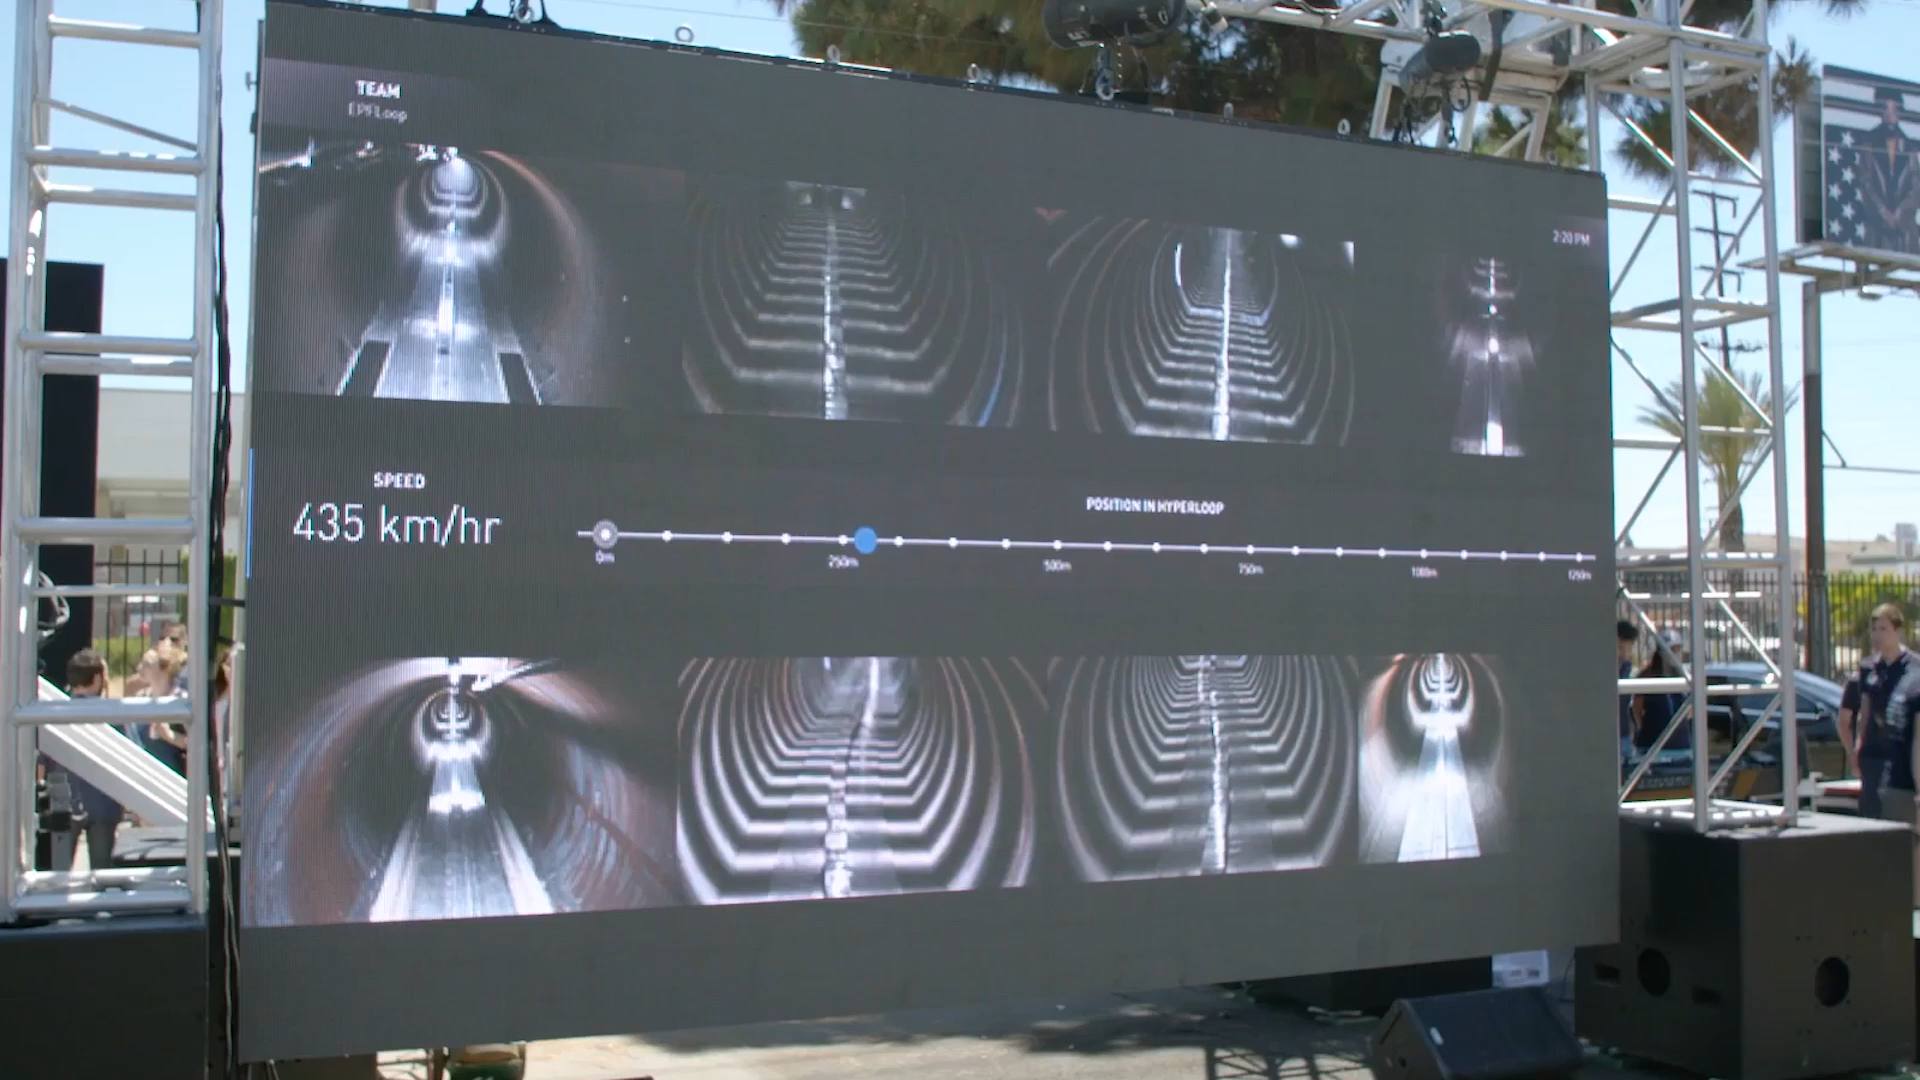 TEAM
EPFLoop
2:20 PM
SPEED
435 km/hr
POSITION IN HYPERLOOP
0m
250m
500m
750m
1000m
1250m